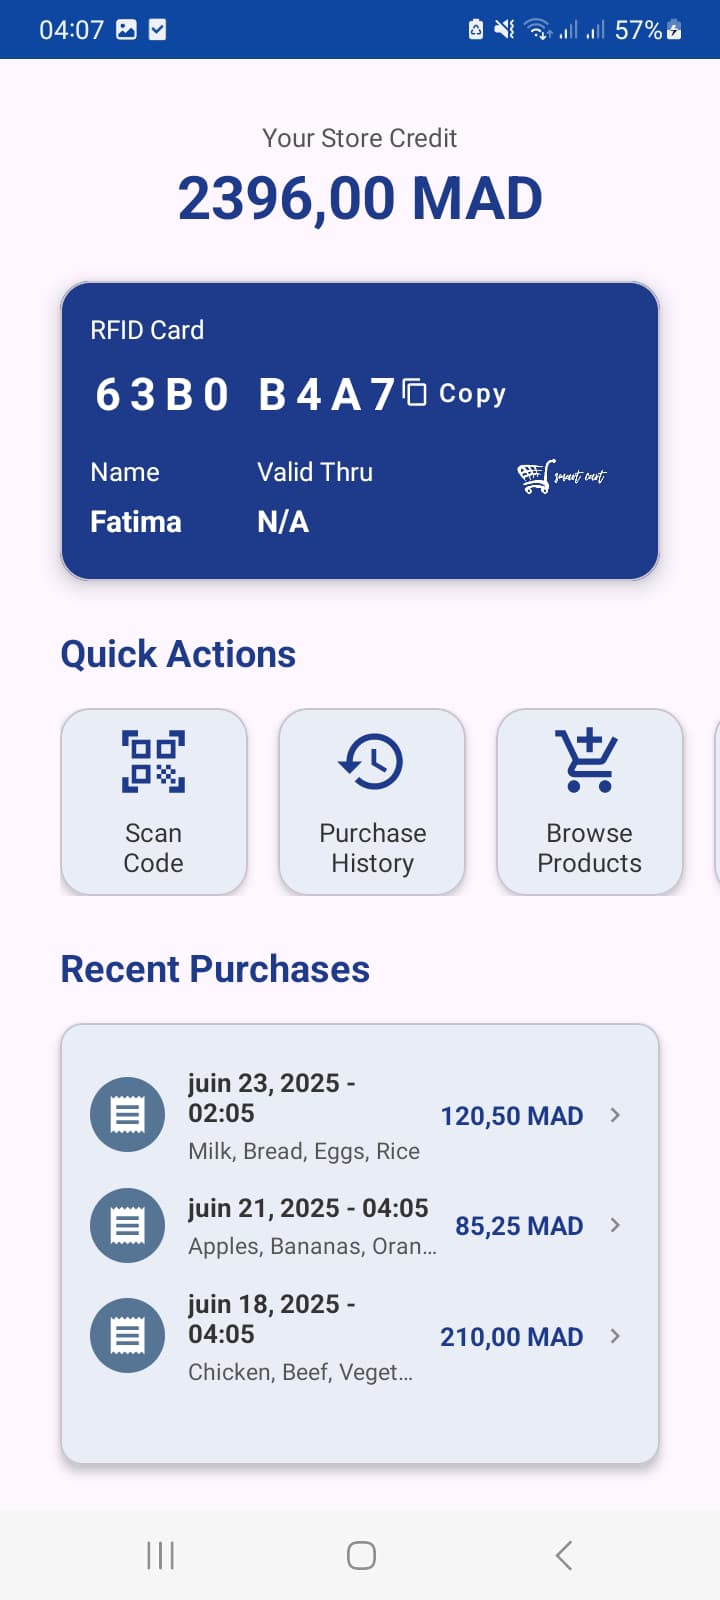 04:07
57%
Your Store Credit
2396,00 MAD
RFID Card
63B0 B4A7 Copy
Name Valid Thru
smart cart
Fatima N/A
Quick Actions
Scan
Code
Purchase
History
Browse
Products
Recent Purchases
juin 23, 2025 -
02:05
120,50 MAD
Milk, Bread, Eggs, Rice
juin 21, 2025 - 04:05
85,25 MAD
Apples, Bananas, Oran...
juin 18, 2025 -
04:05
210,00 MAD
Chicken, Beef, Veget...